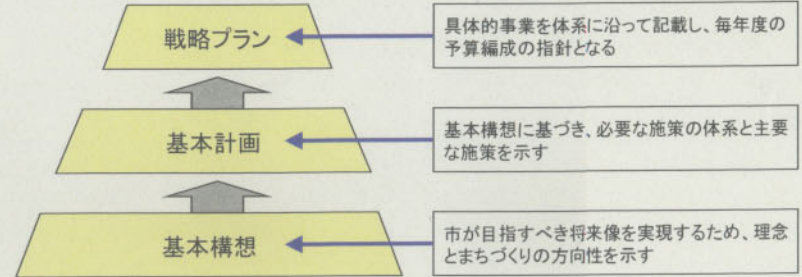 戦略プラン
具体的事業を体系に沿って記載し、毎年度の
予算編成の指針となる
基本計画
基本構想に基づき、必要な施策の体系と主要
な施策を示す
基本構想
市が目指すべき将来像を実現するため、理念
とまちづくりの方向性を示す